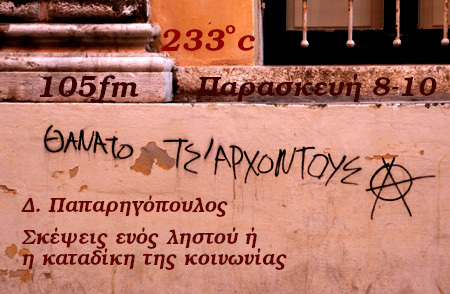 233°c
105fm Παρασκευή 8-10
ΘΑΝΑΤΟ ΤΣ' ΑΡΧΟΝΤΟΥΣ
Δ. Παπαρηγόπουλος
Σκέψεις ενός ληστού ή
η καταδίκη της κοινωνίας